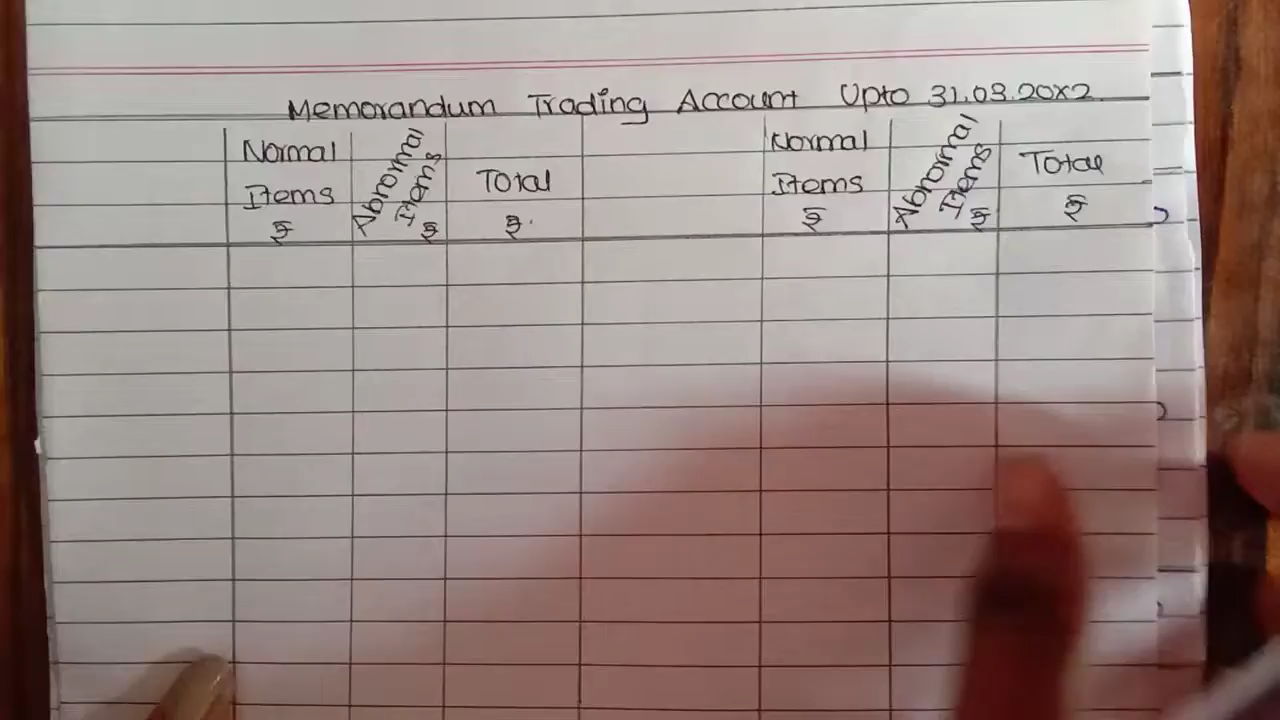 Memorandum Trading Account Upto 31.03.20X2
Normal Items ₹
Abnormal Items ₹
Total ₹
Normal Items ₹
Abnormal Items ₹
Total ₹